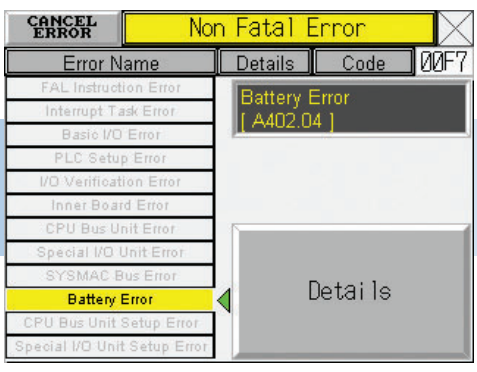 CANCEL
ERROR
Non Fatal Error
Error Name
Details
Code
00F7
FAL Instruction Error
Interrupt Task Error
Basic I/O Error
PLC Setup Error
I/O Verification Error
Inner Board Error
CPU Bus Unit Error
Special I/O Unit Error
SYSMAC Bus Error
Battery Error
CPU Bus Unit Setup Error
Special I/O Unit Setup Error
Battery Error
[ A402.04 ]
Details